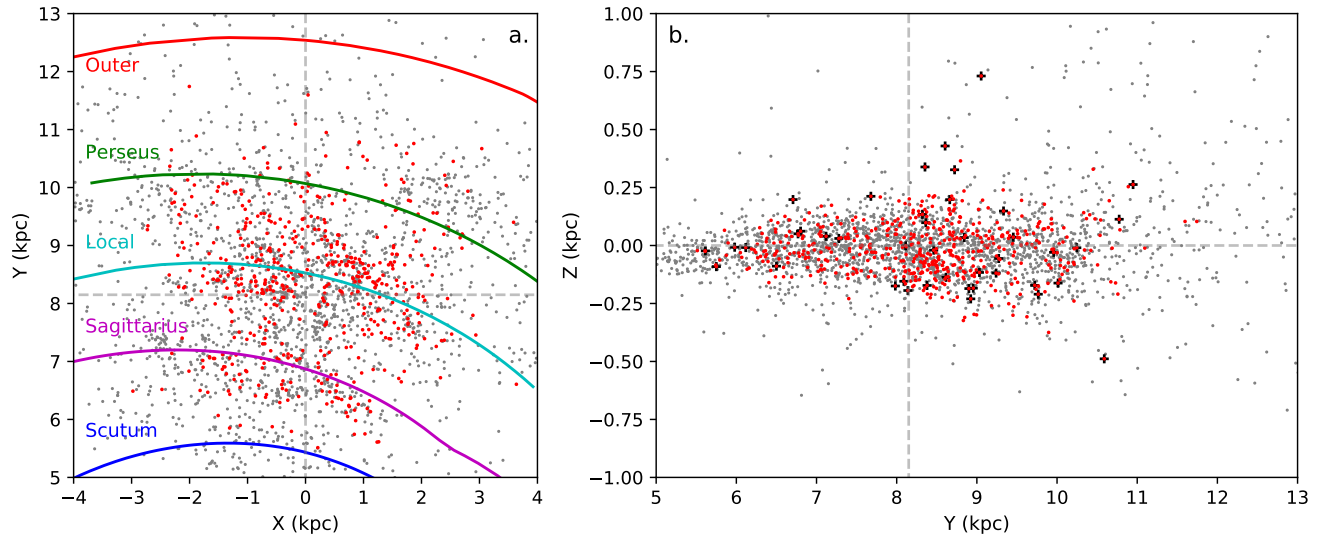 a.
13
12
11
10
9
8
7
6
5
Y (kpc)
Outer
Perseus
Local
Sagittarius
Scutum
−4 −3 −2 −1 0 1 2 3 4
X (kpc)
b.
1.00
0.75
0.50
0.25
0.00
−0.25
−0.50
−0.75
−1.00
Z (kpc)
5 6 7 8 9 10 11 12 13
Y (kpc)